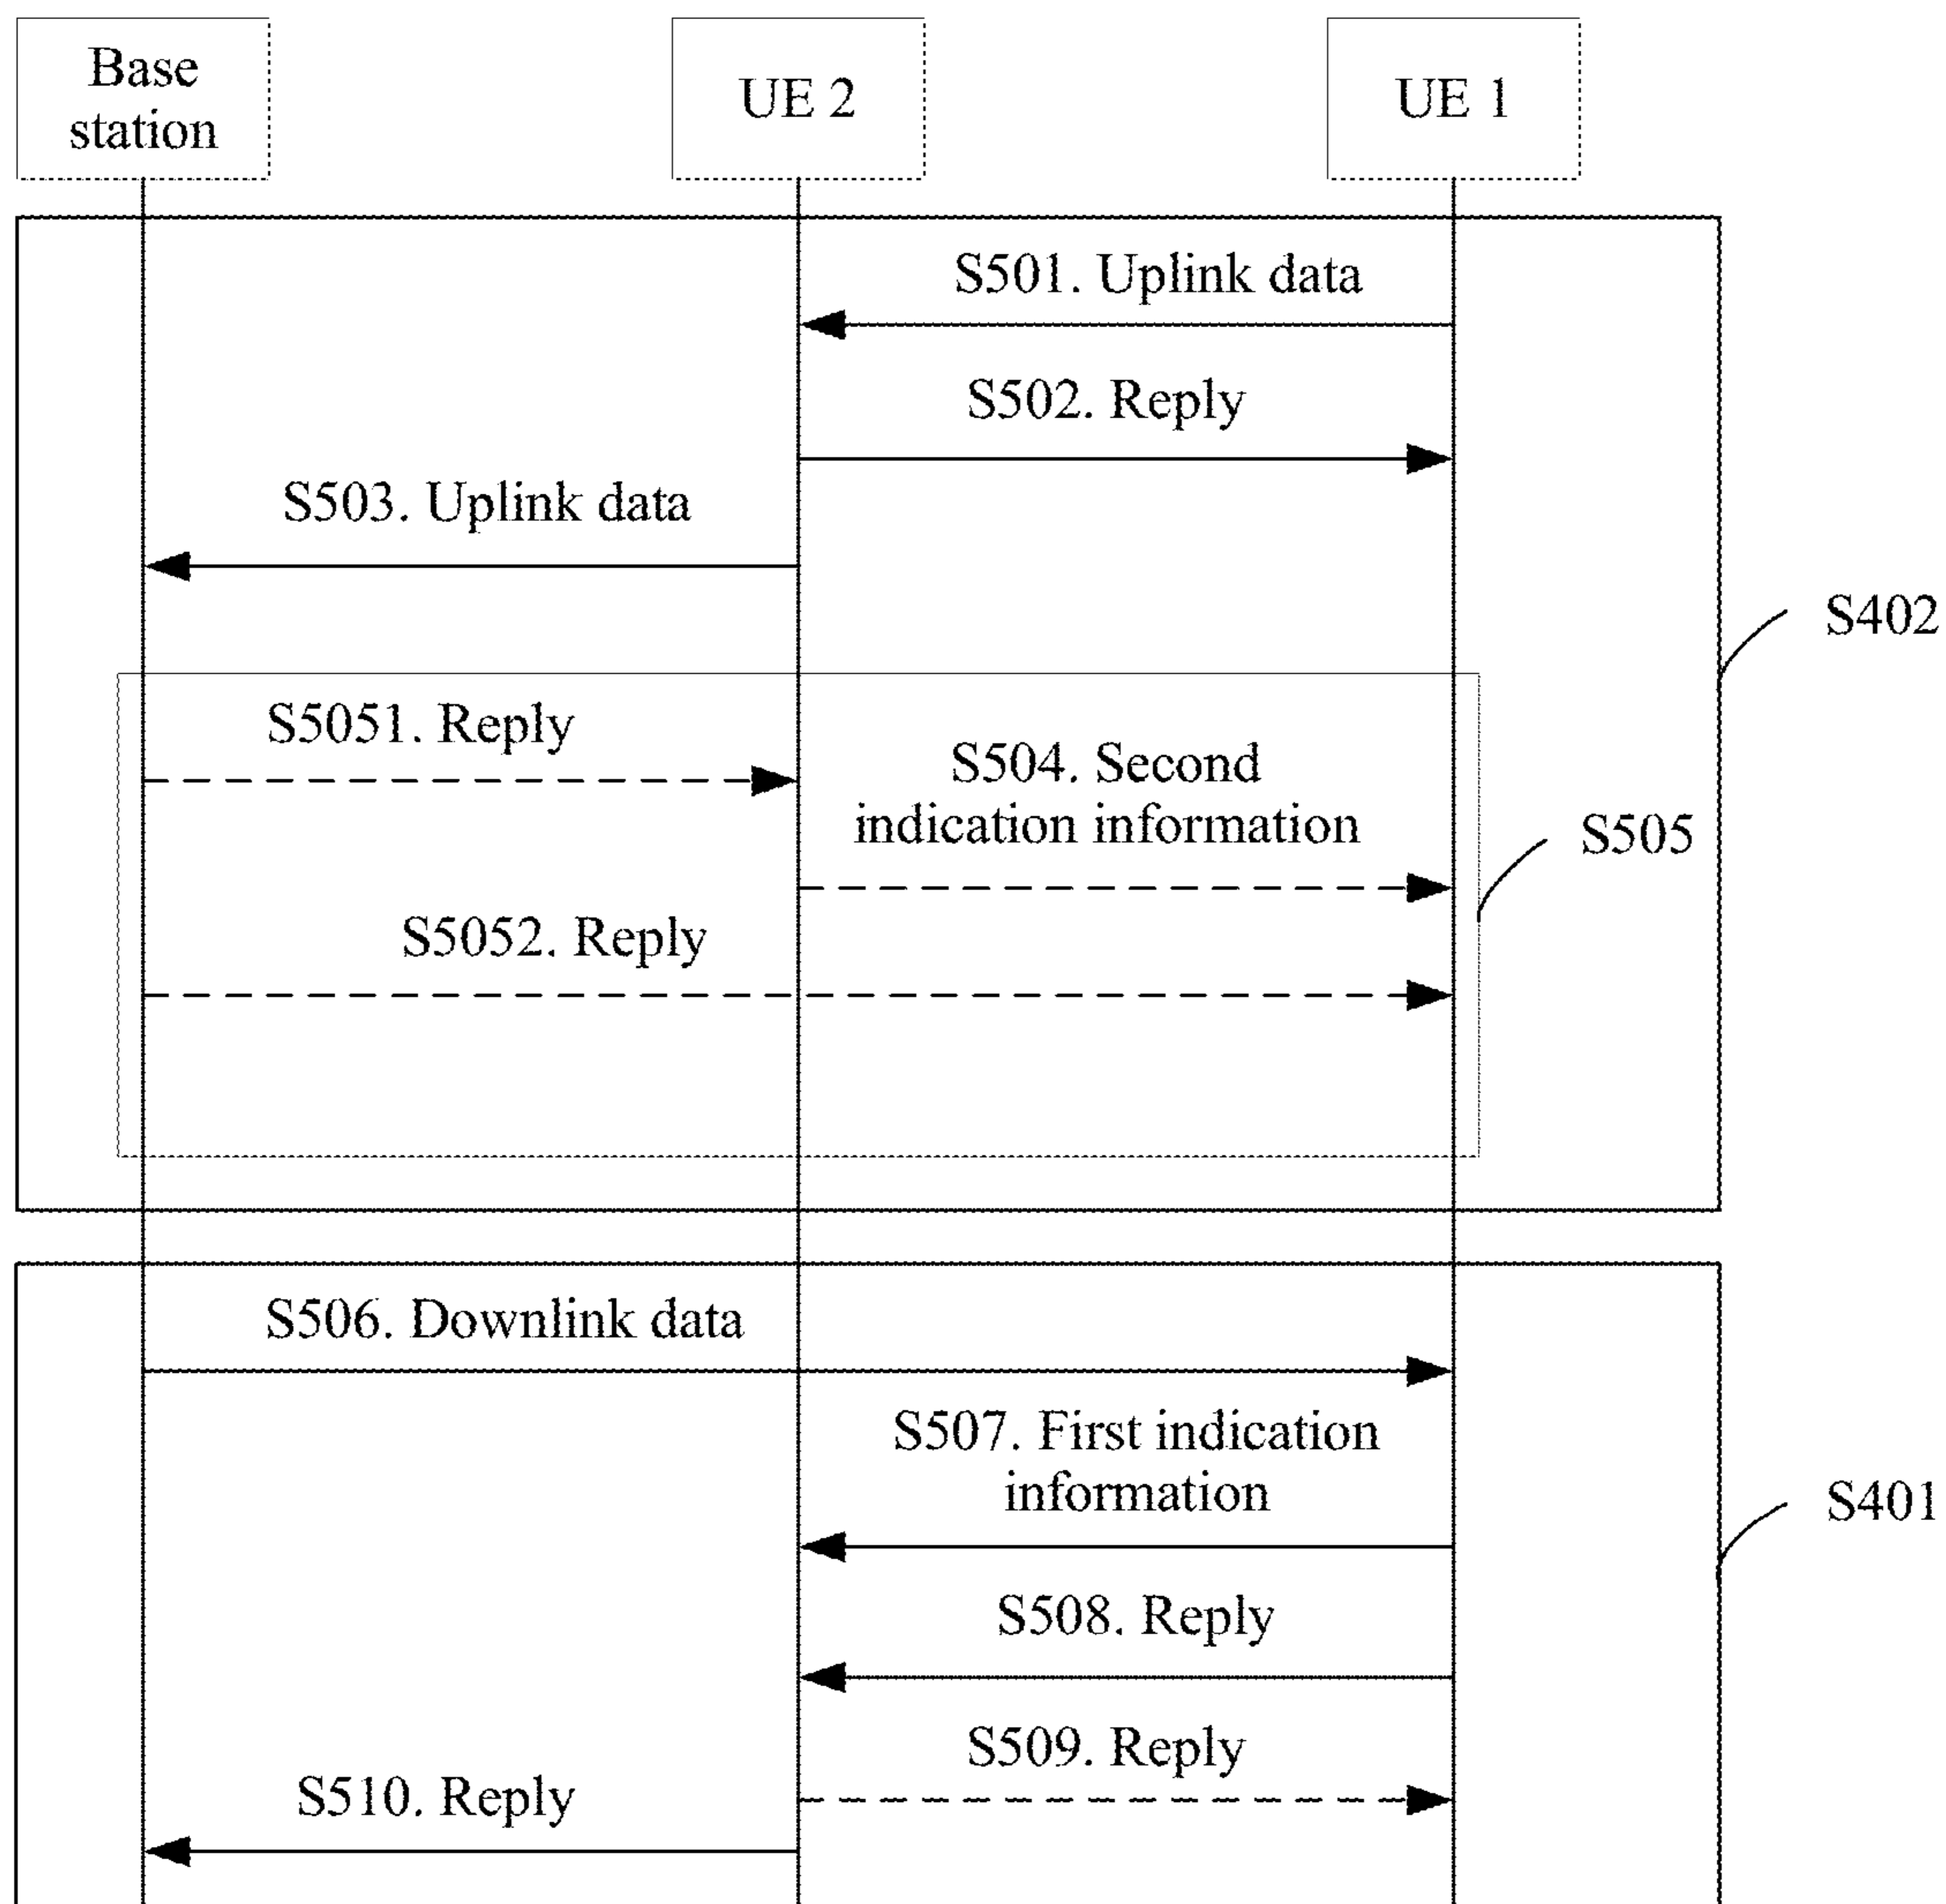 Base
station
UE 2
UE 1
S501. Uplink data
S502. Reply
S503. Uplink data
S402
S5051. Reply
S504. Second
indication information
S505
S5052. Reply
S506. Downlink data
S507. First indication
information
S401
S508. Reply
S509. Reply
S510. Reply